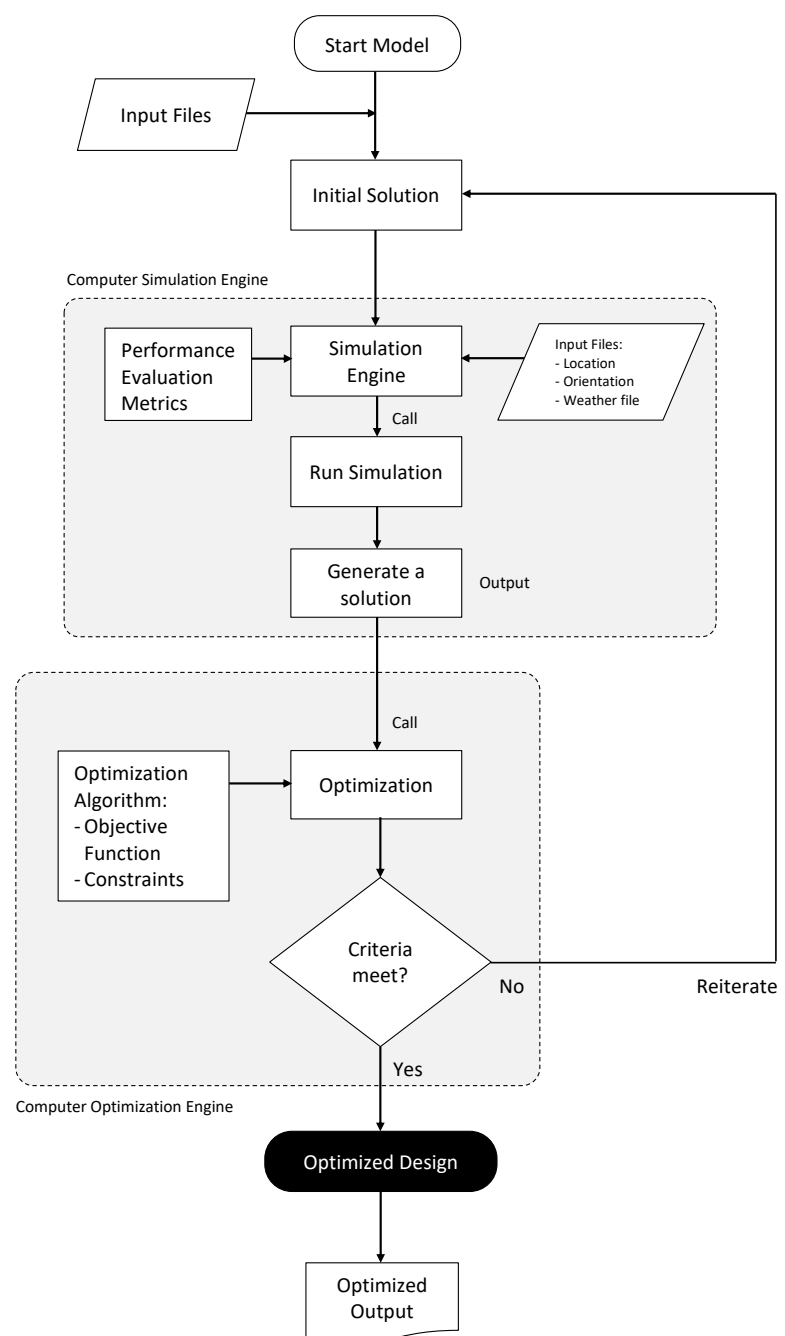 Start Model
Input Files
Initial Solution
Computer Simulation Engine
Performance
Evaluation
Metrics
Simulation
Engine
Input Files:
- Location
- Orientation
- Weather file
Call
Run Simulation
Generate a
solution
Output
Call
Optimization
Algorithm:
- Objective
Function
- Constraints
Optimization
Criteria
meet?
No
Reiterate
Yes
Computer Optimization Engine
Optimized Design
Optimized
Output